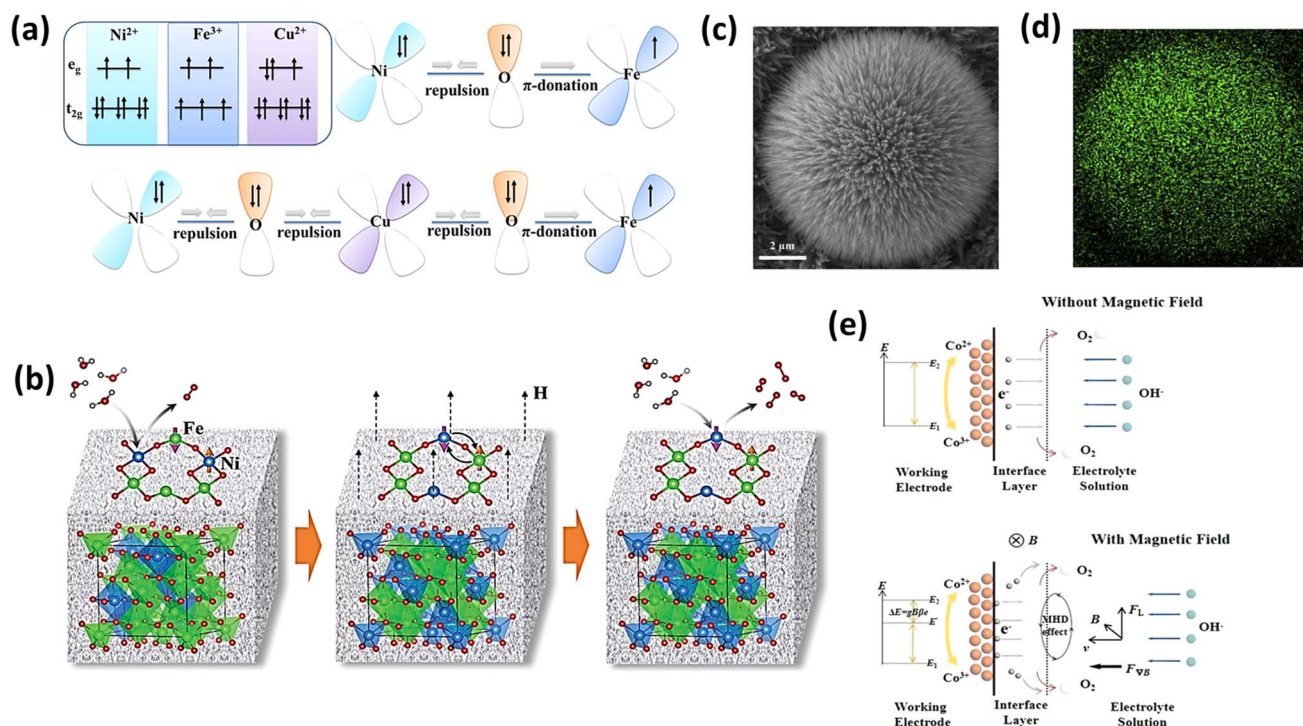 (a)
Ni²⁺ Fe³⁺ Cu²⁺
e_g
t_2g
Ni repulsion O π-donation Fe
Ni repulsion O repulsion Cu repulsion O π-donation Fe
(c)
2 μm
(d)
(b)
Fe
Ni
H
(e)
Without Magnetic Field
E
E₂
E₁
Co²⁺
Co³⁺
e⁻
O₂
OH⁻
O₂
Working Electrode
Interface Layer
Electrolyte Solution
⊗ B
With Magnetic Field
E
E₂
ΔE=gBβe
E
E₁
Co²⁺
Co³⁺
e⁻
MHD effect
O₂
F_L
B
v
F_∇B
OH⁻
O₂
Working Electrode
Interface Layer
Electrolyte Solution